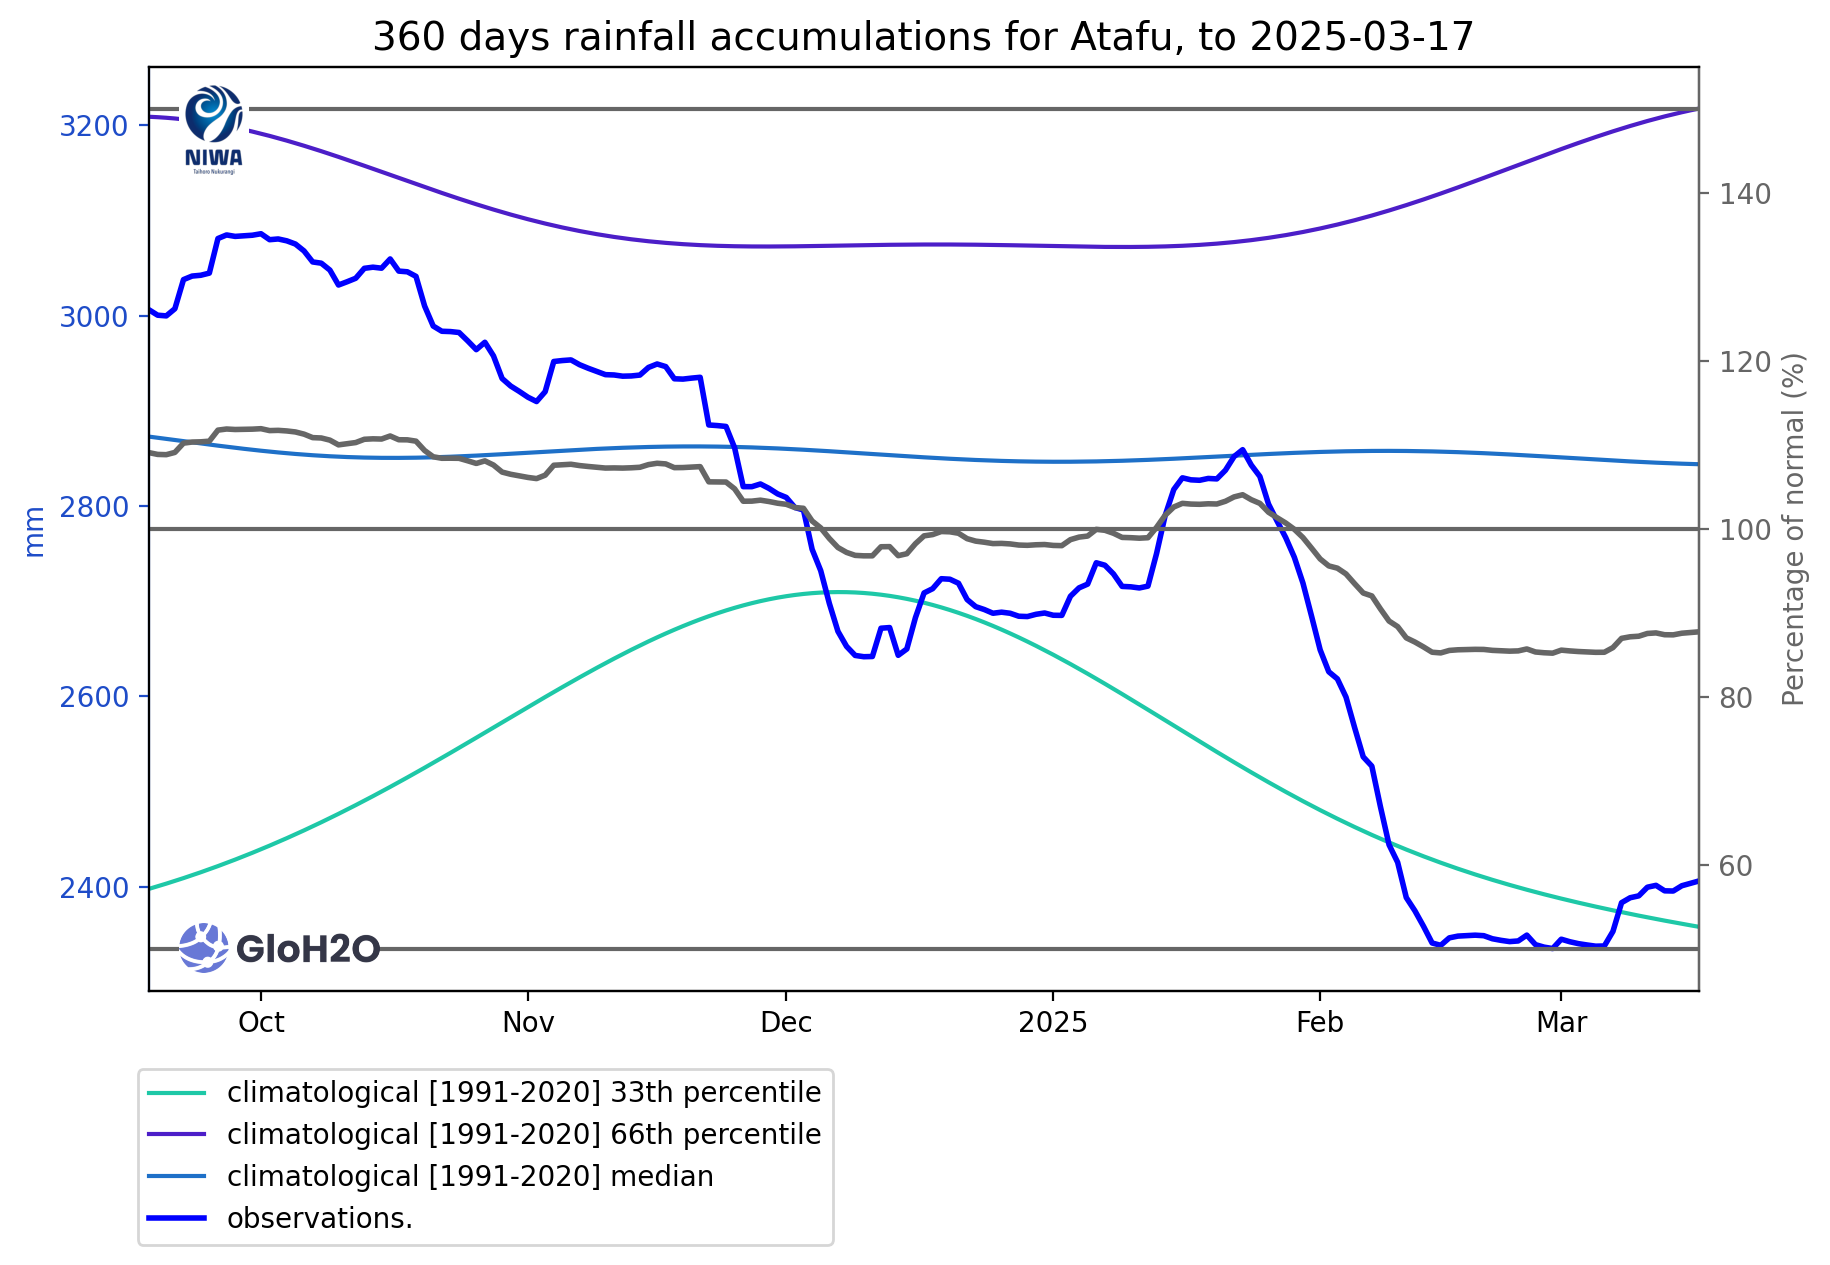 360 days rainfall accumulations for Atafu, to 2025-03-17
NIWA
Taihoro Nukurangi
3200
3000
2800
2600
2400
mm
140
120
100
80
60
Percentage of normal (%)
GloH2O
Oct Nov Dec 2025 Feb Mar
climatological [1991-2020] 33th percentile
climatological [1991-2020] 66th percentile
climatological [1991-2020] median
observations.